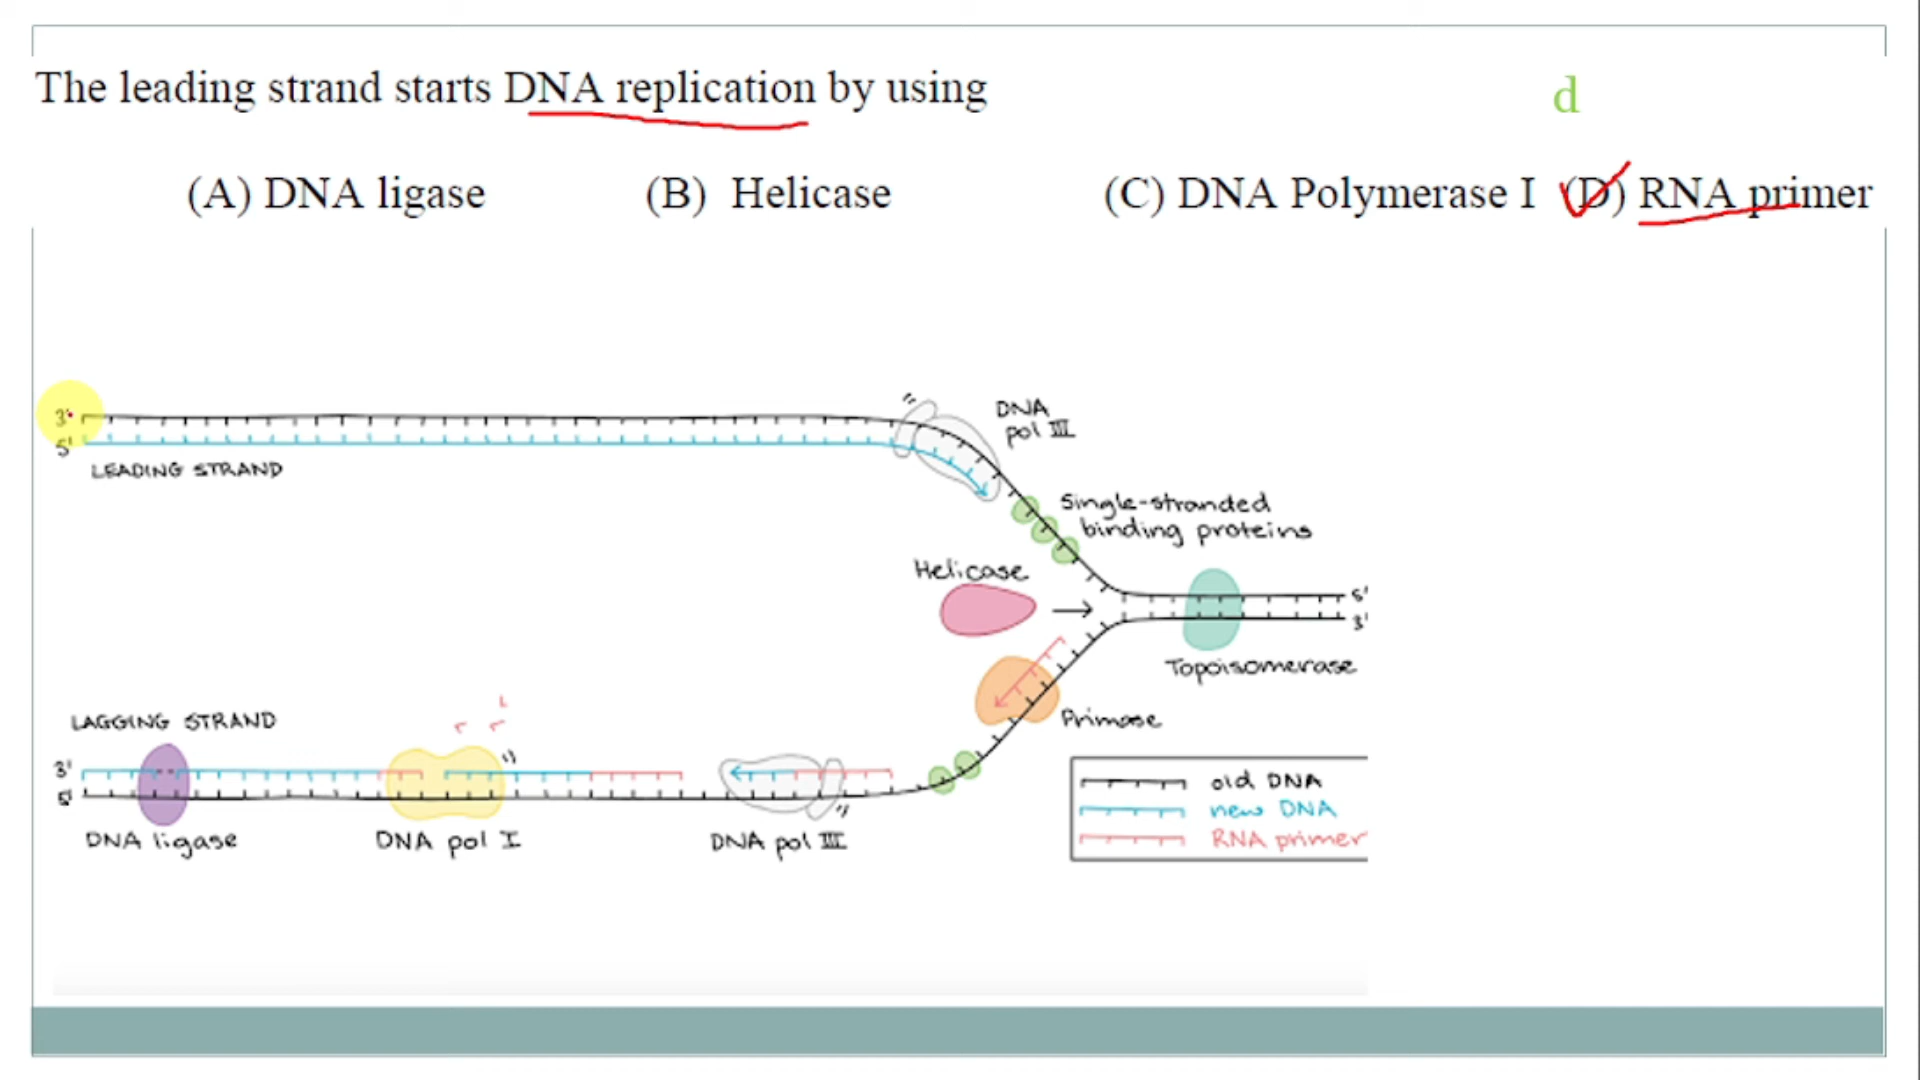 The leading strand starts DNA replication by using
d
(A) DNA ligase (B) Helicase (C) DNA Polymerase I (D) RNA primer
DNA
pol III
3'
5'
LEADING STRAND
Single-stranded
binding proteins
Helicase
5'
3'
Topoisomerase
Primase
LAGGING STRAND
3'
5'
DNA ligase
DNA pol I
DNA pol III
old DNA
new DNA
RNA primer